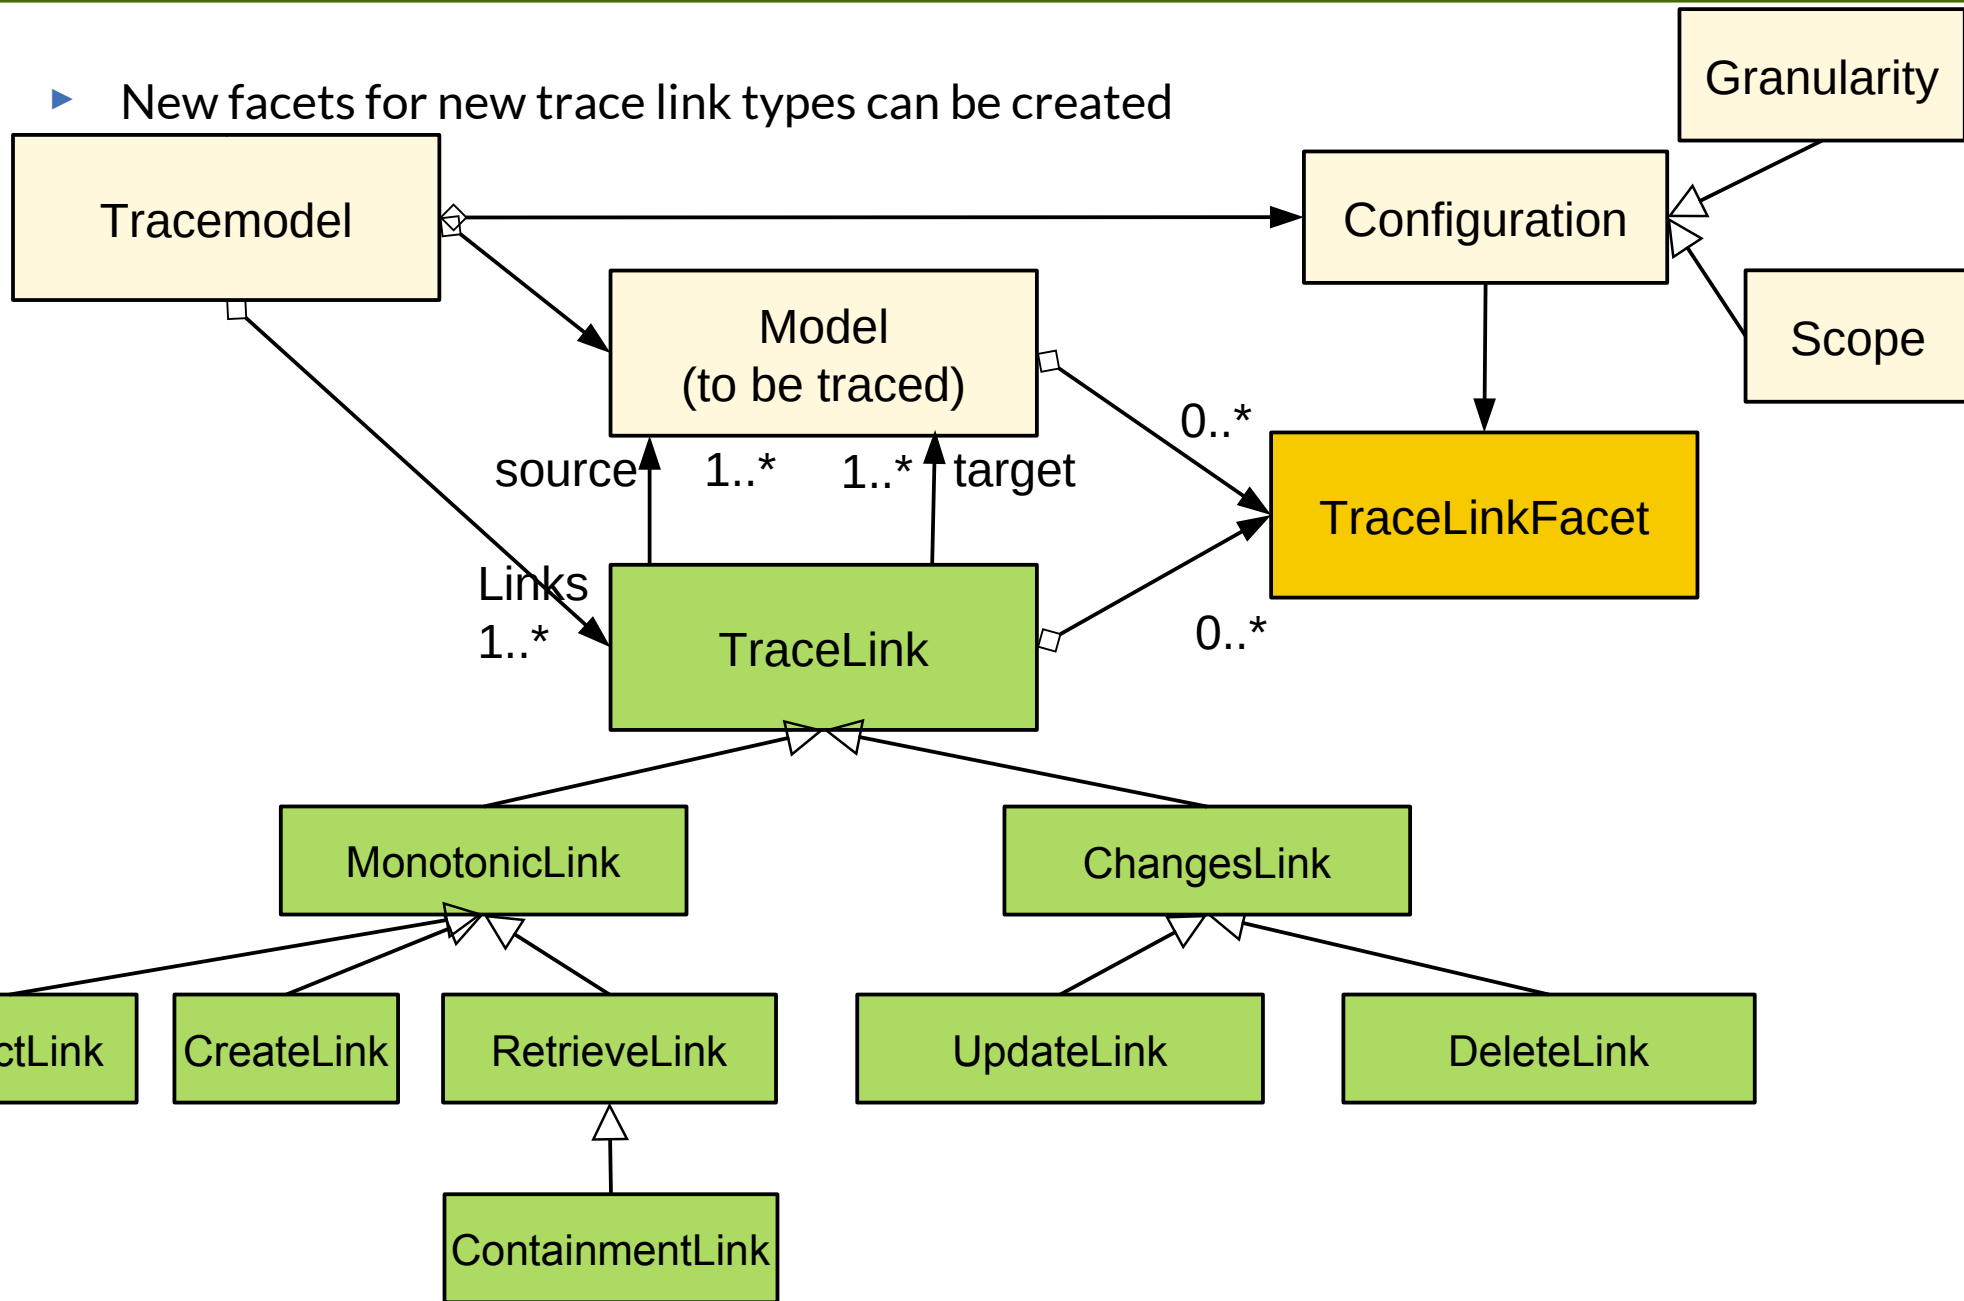 Granularity
New facets for new trace link types can be created
Tracemodel
Configuration
Model
(to be traced)
Scope
0..*
source
1..*
1..*
target
TraceLinkFacet
Links
1..*
TraceLink
0..*
MonotonicLink
ChangesLink
ctLink
CreateLink
RetrieveLink
UpdateLink
DeleteLink
ContainmentLink